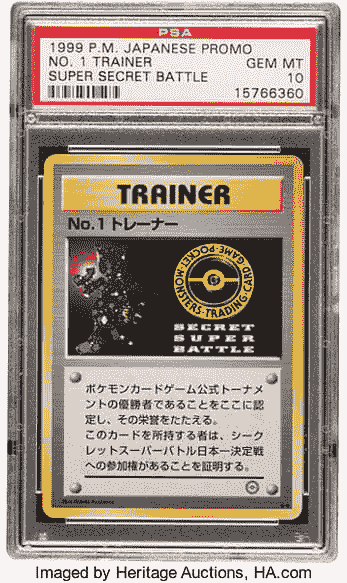 PSA
1999 P.M. JAPANESE PROMO
NO. 1 TRAINER GEM MT
SUPER SECRET BATTLE 10
15766360
TRAINER
No.1 トレーナー
POCKET MONSTERS TRADING CARD GAME
SECRET
SUPER
BATTLE
ポケモンカードゲーム公式トーナメ
ントの優勝者であることをここに認
定し、その栄誉をたたえる。
このカードを所持する者は、シーク
レットスーパーバトル日本一決定戦
への参加権があることを証明する。
Imaged by Heritage Auctions, HA.com